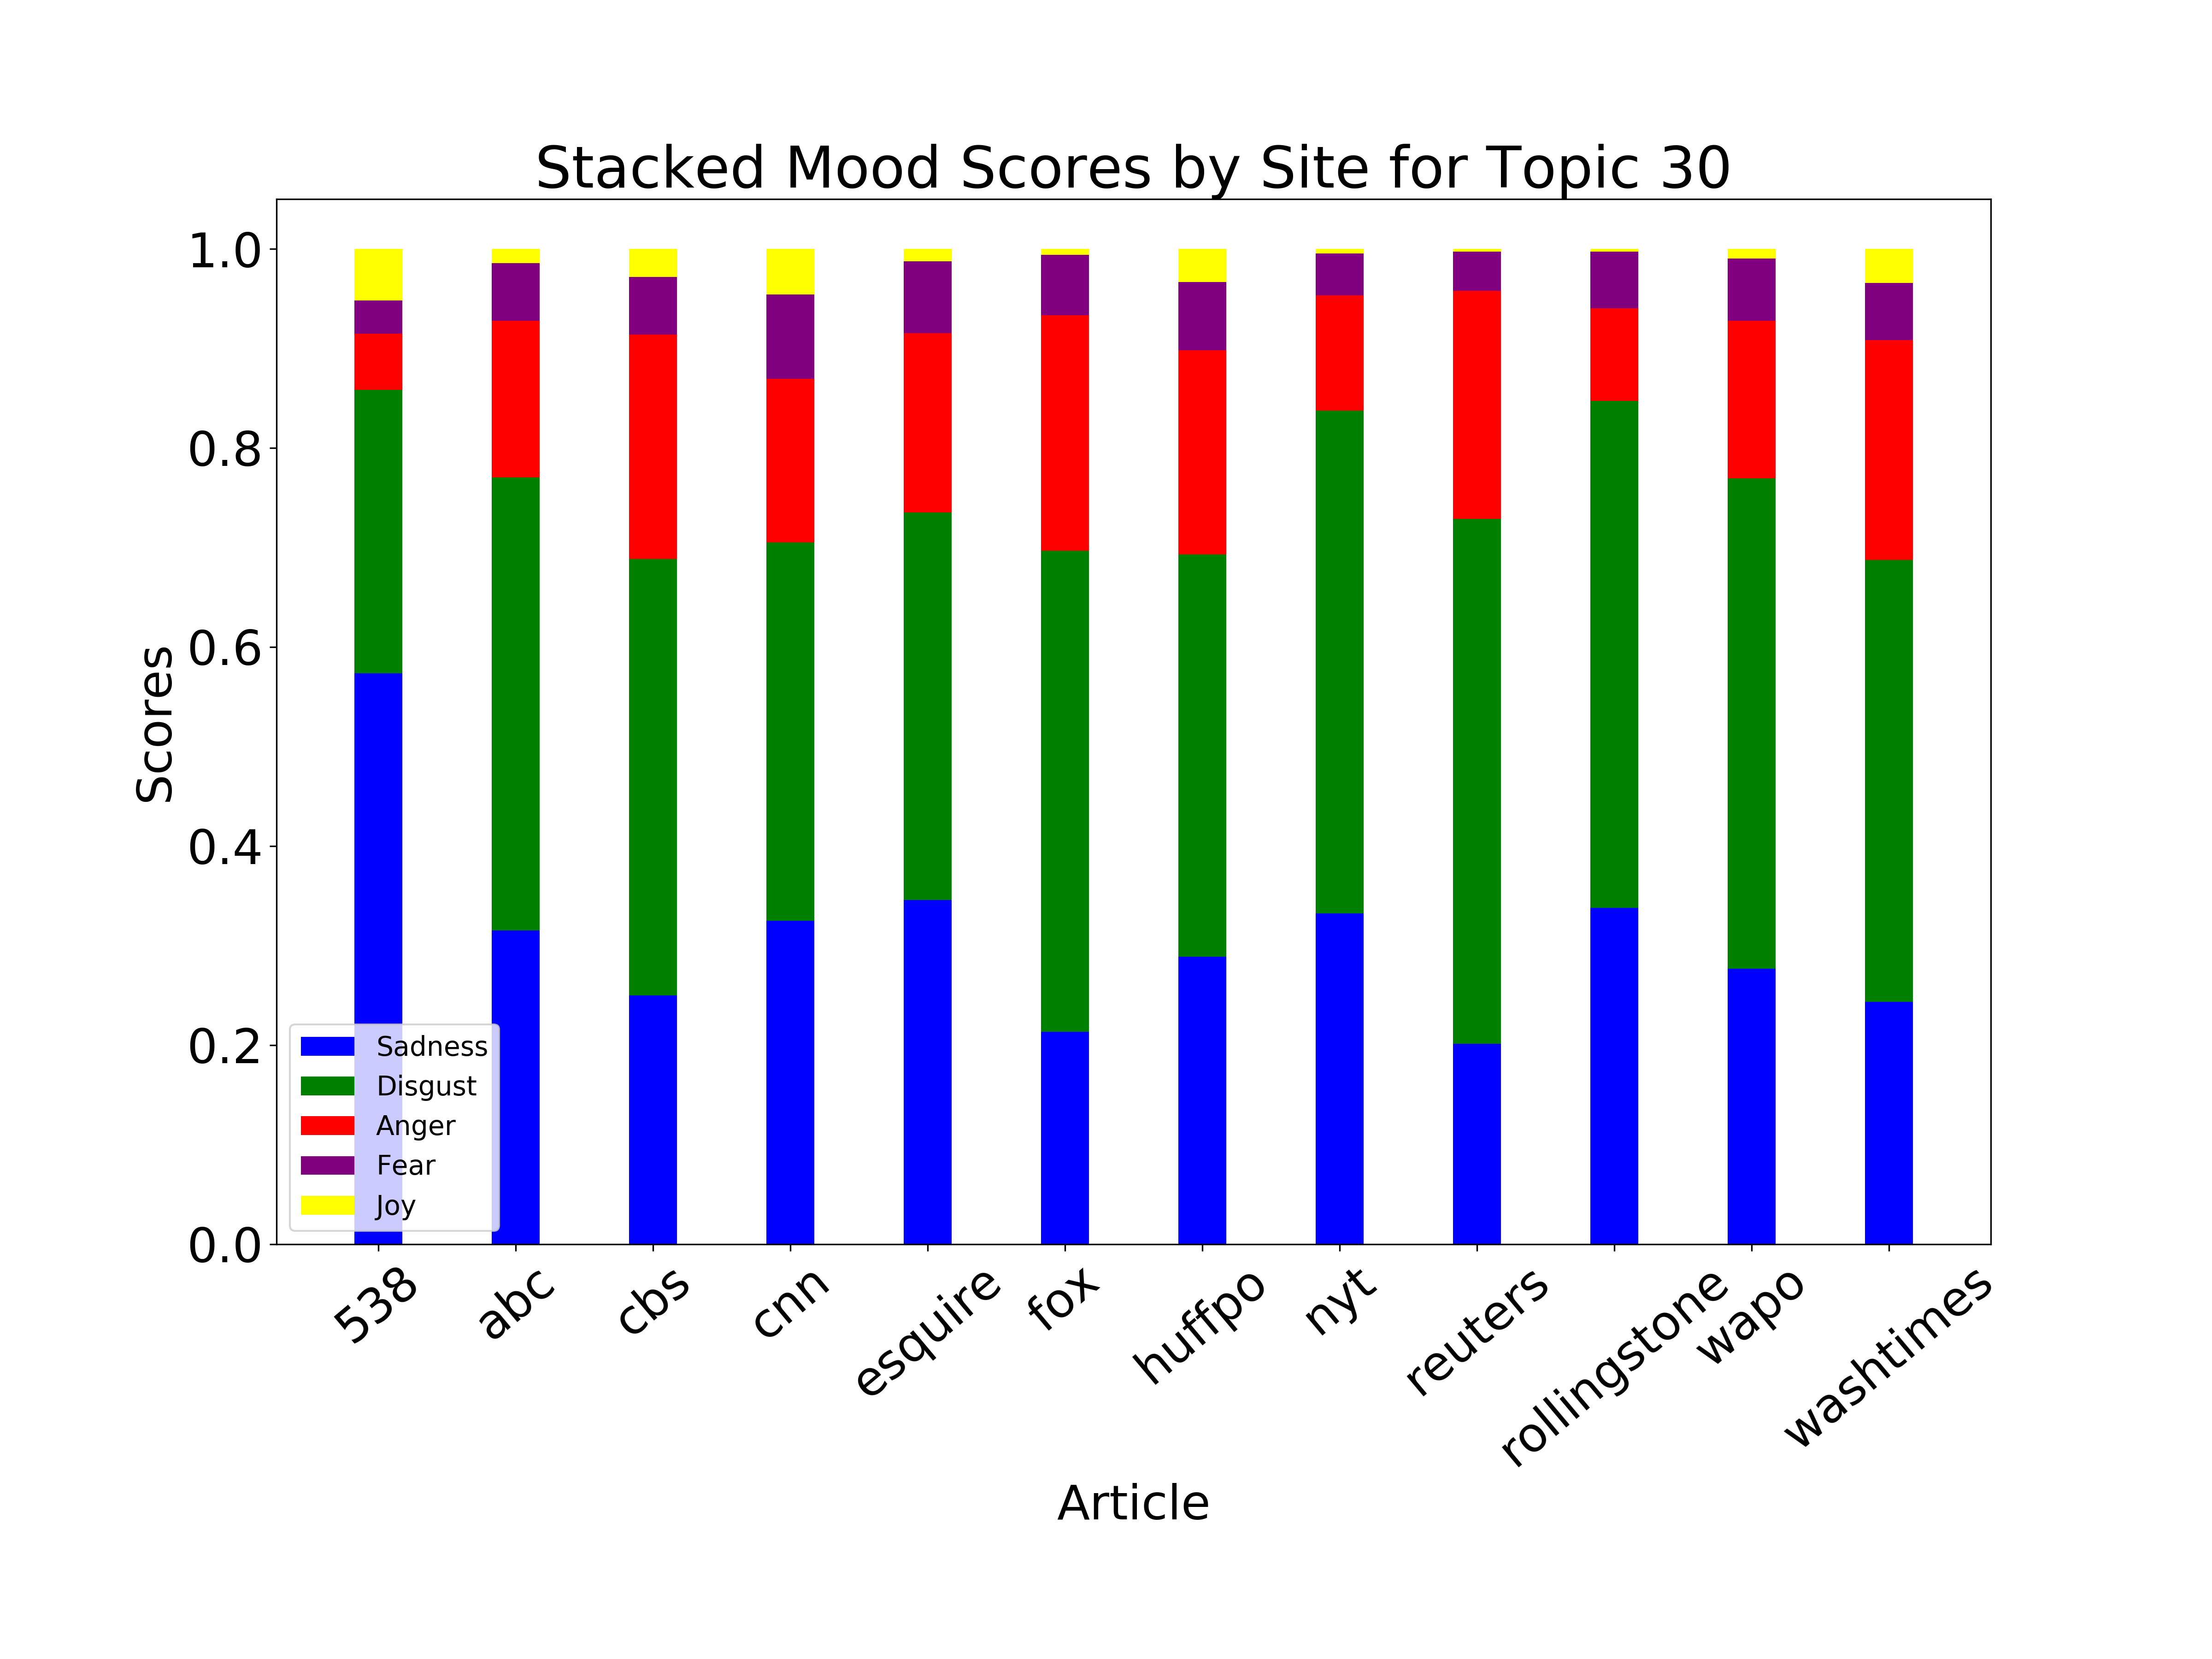 Stacked Mood Scores by Site for Topic 30
1.0
0.8
0.6
0.4
0.2
0.0
Scores
Sadness
Disgust
Anger
Fear
Joy
538
abc
cbs
cnn
esquire
fox
huffpo
nyt
reuters
rollingstone
wapo
washtimes
Article